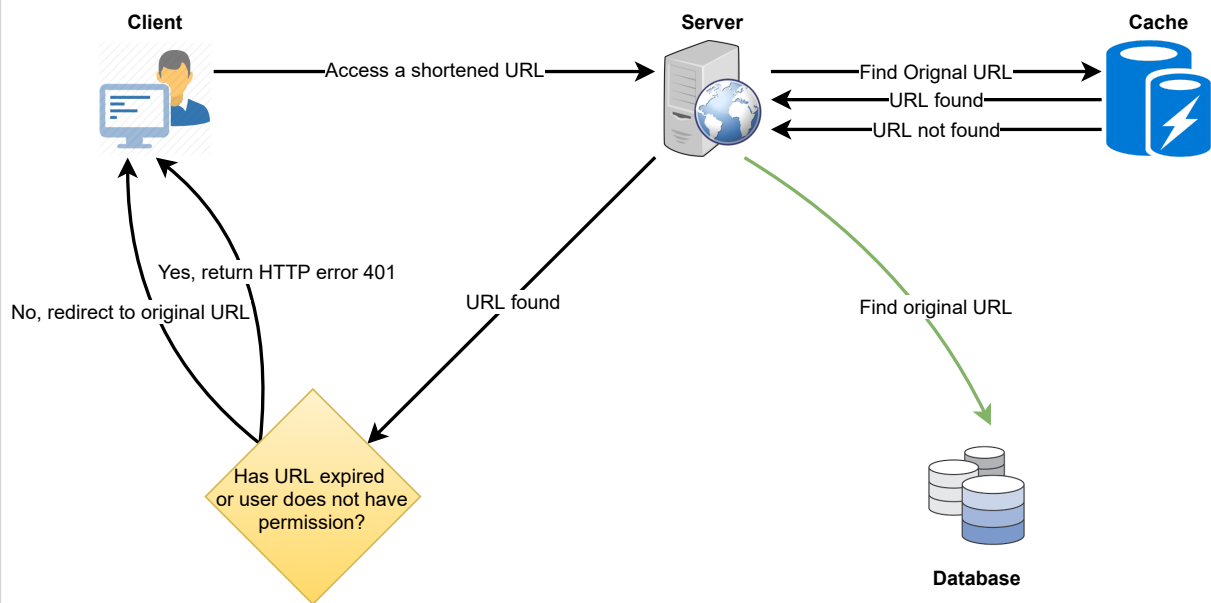 Client
Server
Cache
Access a shortened URL
Find Orignal URL
URL found
URL not found
Yes, return HTTP error 401
No, redirect to original URL
URL found
Find original URL
Has URL expired
or user does not have
permission?
Database